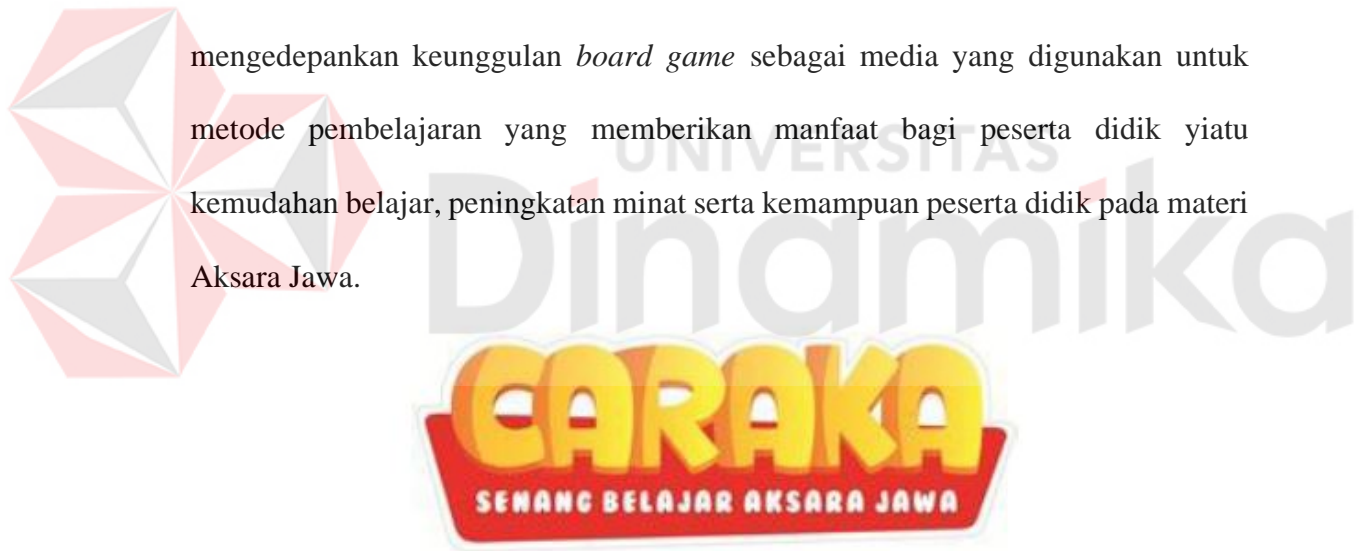 mengedepankan keunggulan board game sebagai media yang digunakan untuk
metode pembelajaran yang memberikan manfaat bagi peserta didik yiatu
kemudahan belajar, peningkatan minat serta kemampuan peserta didik pada materi
Aksara Jawa.
UNIVERSITAS
Dinamika
CARAKA
SENANG BELAJAR AKSARA JAWA